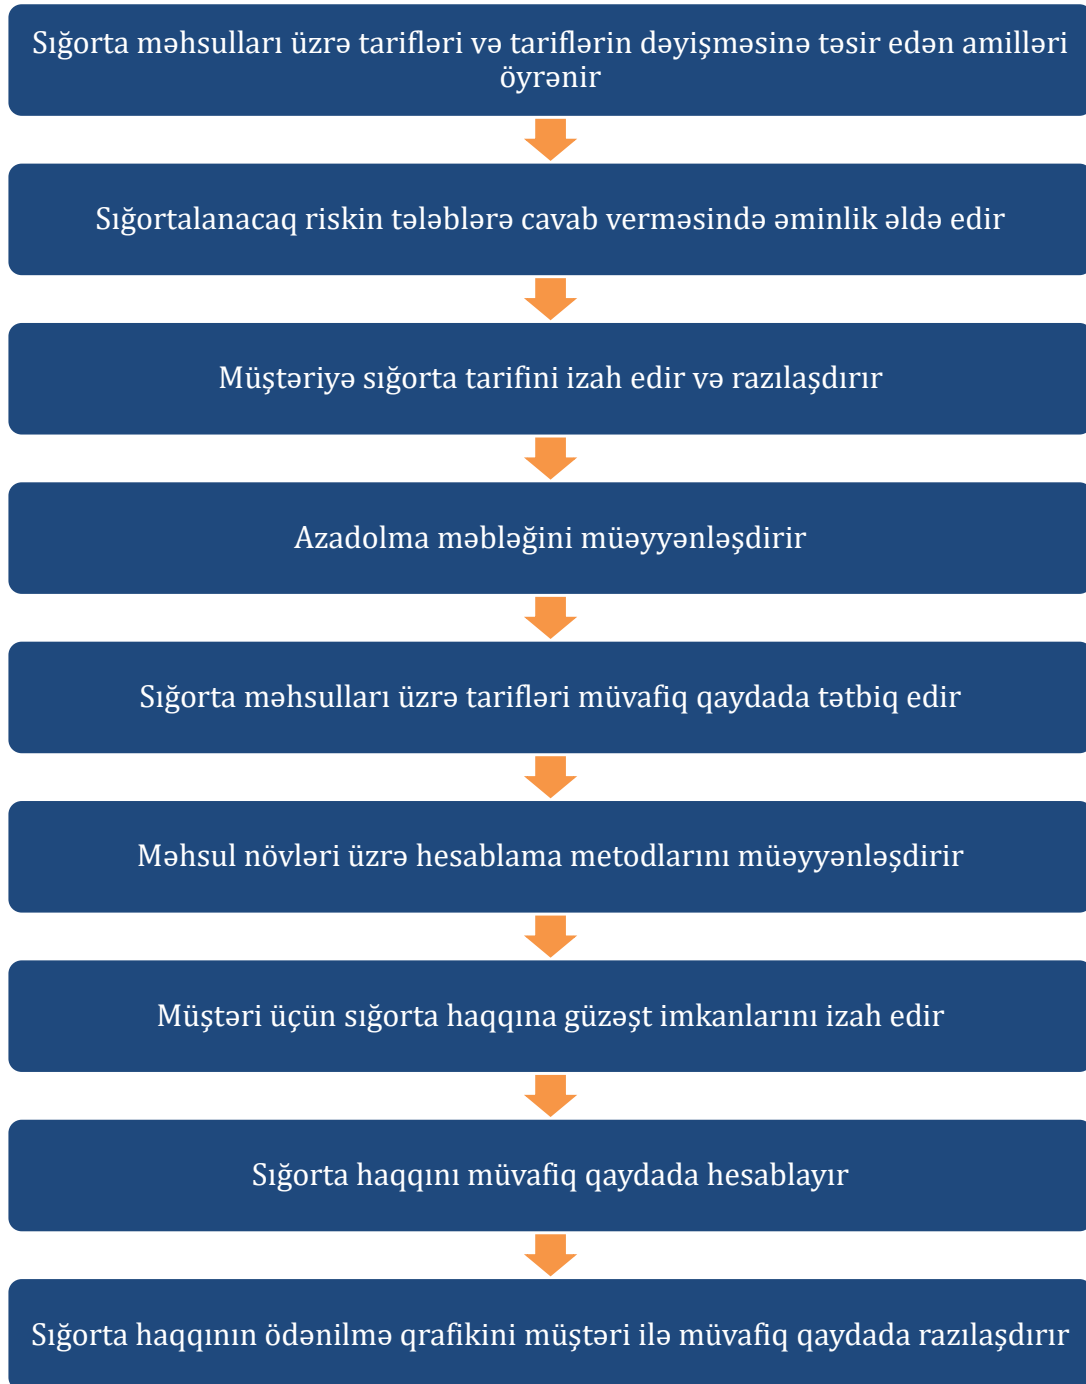 Sığorta məhsulları üzrə tarifləri və tariflərin dəyişməsinə təsir edən amilləri
öyrənir
Sığortalanacaq riskin tələblərə cavab verməsində əminlik əldə edir
Müştəriyə sığorta tarifini izah edir və razılaşdırır
Azadolma məbləğini müəyyənləşdirir
Sığorta məhsulları üzrə tarifləri müvafiq qaydada tətbiq edir
Məhsul növləri üzrə hesablama metodlarını müəyyənləşdirir
Müştəri üçün sığorta haqqına güzəşt imkanlarını izah edir
Sığorta haqqını müvafiq qaydada hesablayır
Sığorta haqqının ödənilmə qrafikini müştəri ilə müvafiq qaydada razılaşdırır